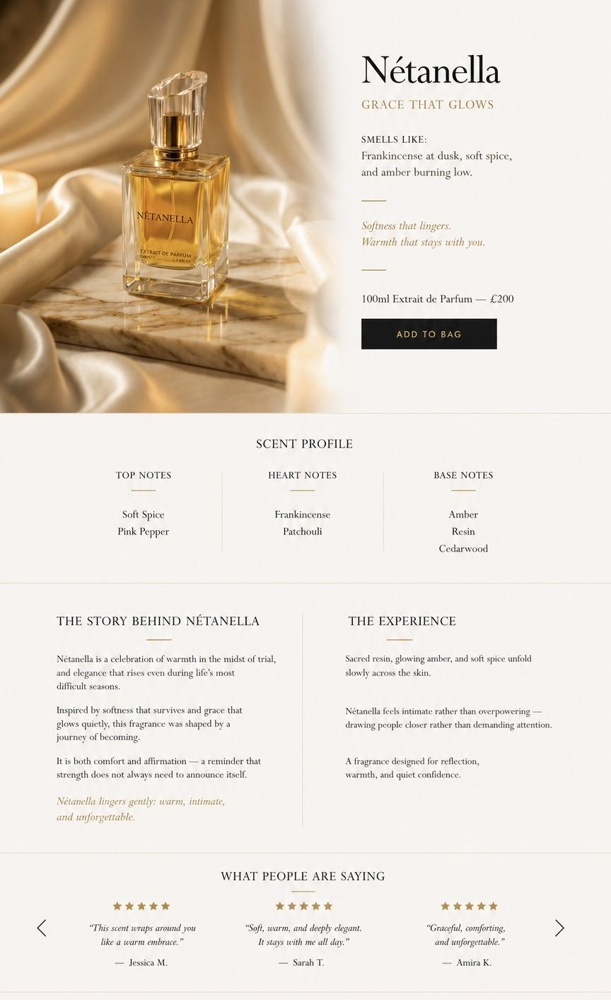 NÉTANELLA
EXTRAIT DE PARFUM
Nétanella
GRACE THAT GLOWS
SMELLS LIKE:
Frankincense at dusk, soft spice,
and amber burning low.
Softness that lingers.
Warmth that stays with you.
100ml Extrait de Parfum — £200
ADD TO BAG
SCENT PROFILE
TOP NOTES
Soft Spice
Pink Pepper
HEART NOTES
Frankincense
Patchouli
BASE NOTES
Amber
Resin
Cedarwood
THE STORY BEHIND NÉTANELLA
Nétanella is a celebration of warmth in the midst of trial,
and elegance that rises even during life’s most
difficult seasons.
Inspired by softness that survives and grace that
glows quietly, this fragrance was shaped by a
journey of becoming.
It is both comfort and affirmation — a reminder that
strength does not always need to announce itself.
Nétanella lingers gently: warm, intimate,
and unforgettable.
THE EXPERIENCE
Sacred resin, glowing amber, and soft spice unfold
slowly across the skin.
Nétanella feels intimate rather than overpowering —
drawing people closer rather than demanding attention.
A fragrance designed for reflection,
warmth, and quiet confidence.
WHAT PEOPLE ARE SAYING
“This scent wraps around you
like a warm embrace.”
— Jessica M.
“Soft, warm, and deeply elegant.
It stays with me all day.”
— Sarah T.
“Graceful, comforting,
and unforgettable.”
— Amira K.